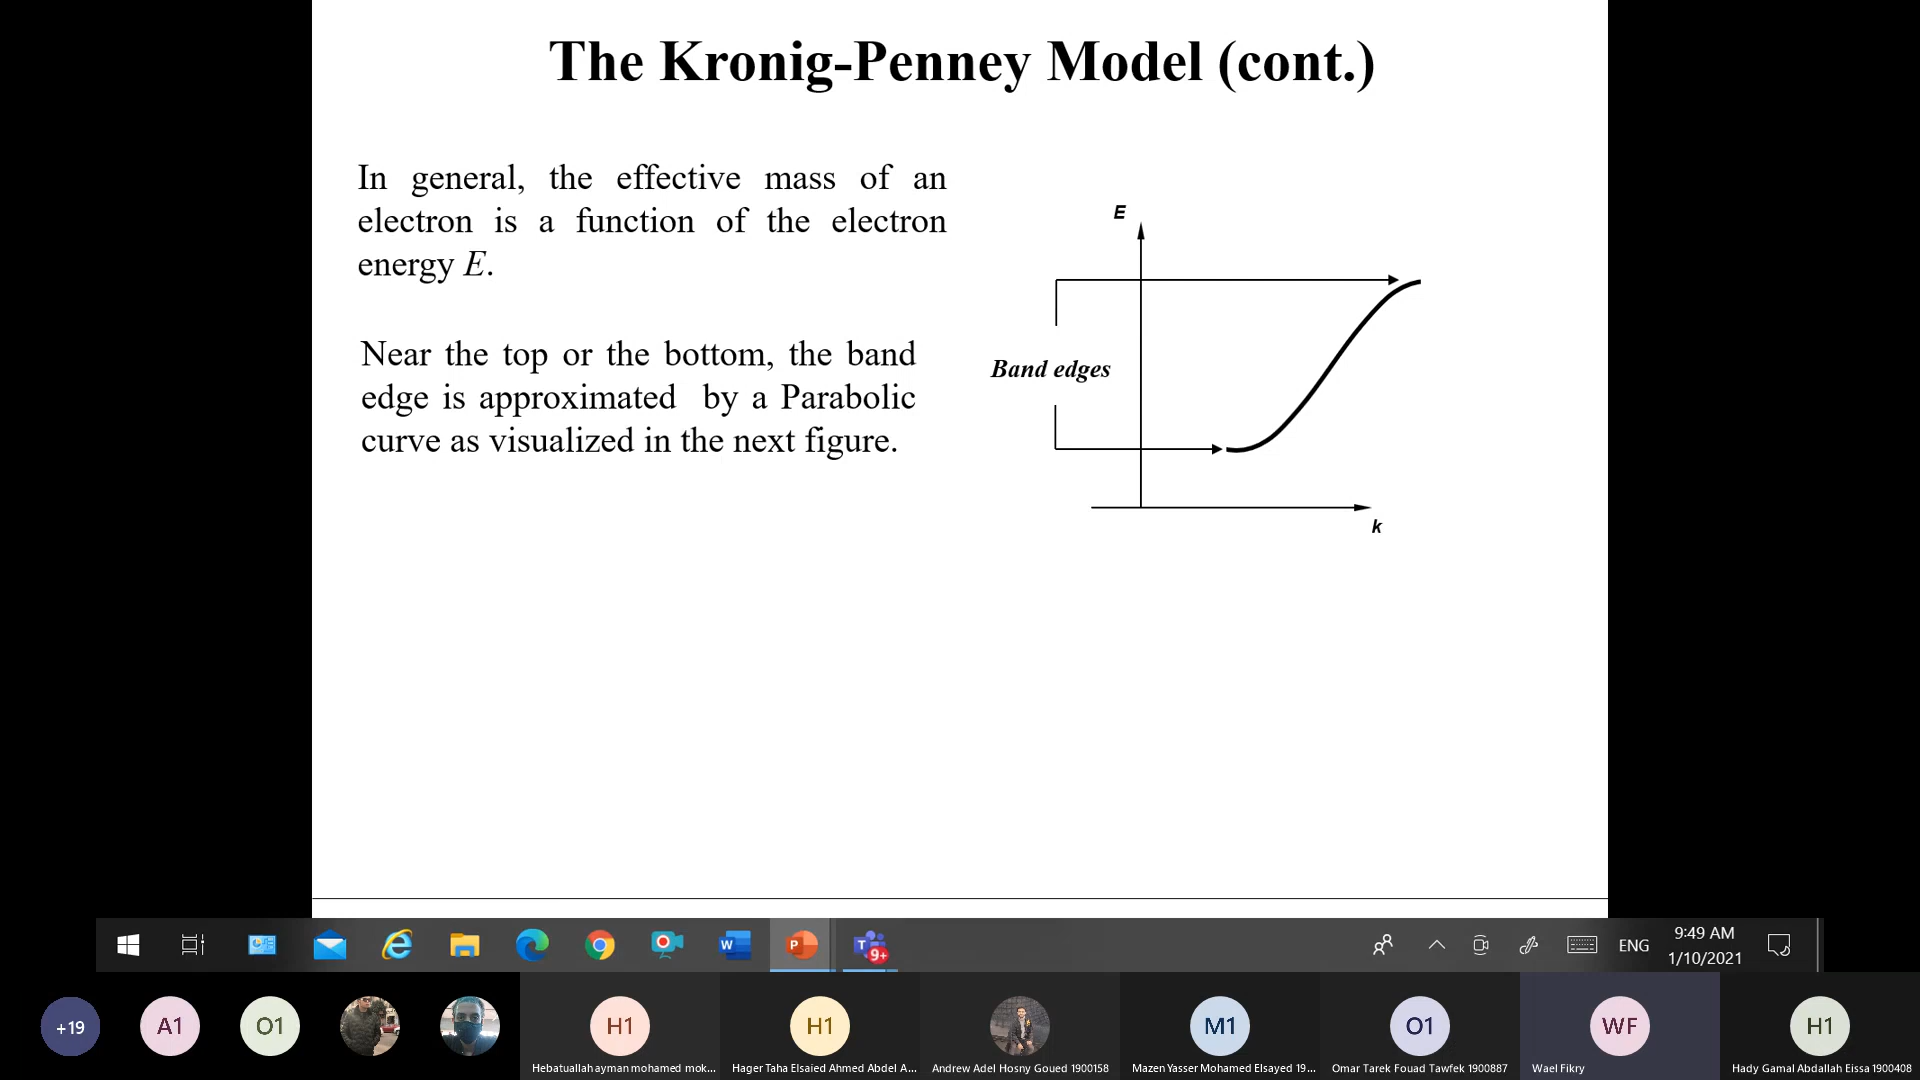 The Kronig-Penney Model (cont.)
In general, the effective mass of an
electron is a function of the electron
energy E.
Near the top or the bottom, the band
edge is approximated by a Parabolic
curve as visualized in the next figure.
E
Band edges
k
W
P
T
9+
ENG
9:49 AM
1/10/2021
+19
A1
O1
H1
H1
M1
O1
WF
H1
Hebatuallah ayman mohamed mok...
Hager Taha Elsaied Ahmed Abdel A...
Andrew Adel Hosny Goued 1900158
Mazen Yasser Mohamed Elsayed 19...
Omar Tarek Fouad Tawfek 1900887
Wael Fikry
Hady Gamal Abdallah Eissa 1900408